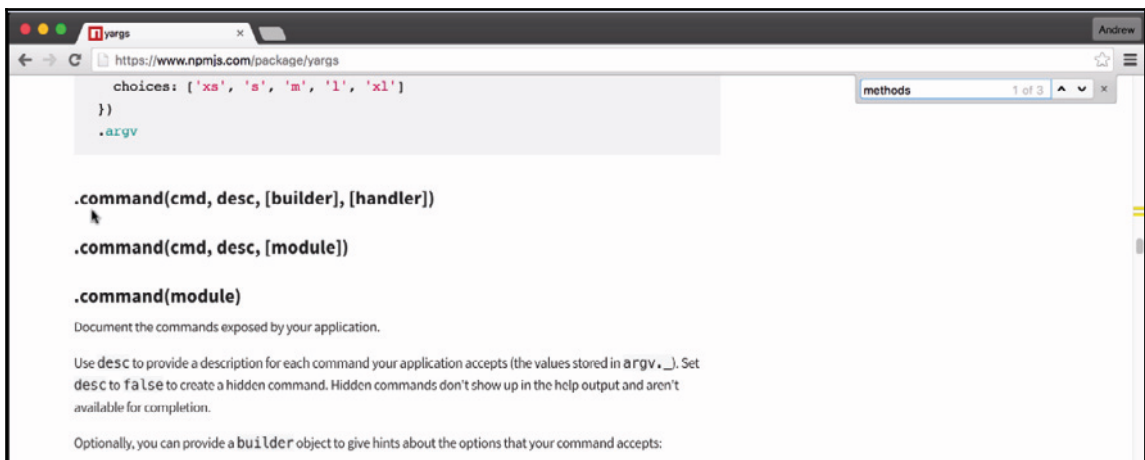 yargs
Andrew
https://www.npmjs.com/package/yargs
methods 1 of 3
choices: ['xs', 's', 'm', 'l', 'xl']
})
.argv
.command(cmd, desc, [builder], [handler])
.command(cmd, desc, [module])
.command(module)
Document the commands exposed by your application.
Use desc to provide a description for each command your application accepts (the values stored in argv._). Set
desc to false to create a hidden command. Hidden commands don't show up in the help output and aren't
available for completion.
Optionally, you can provide a builder object to give hints about the options that your command accepts: